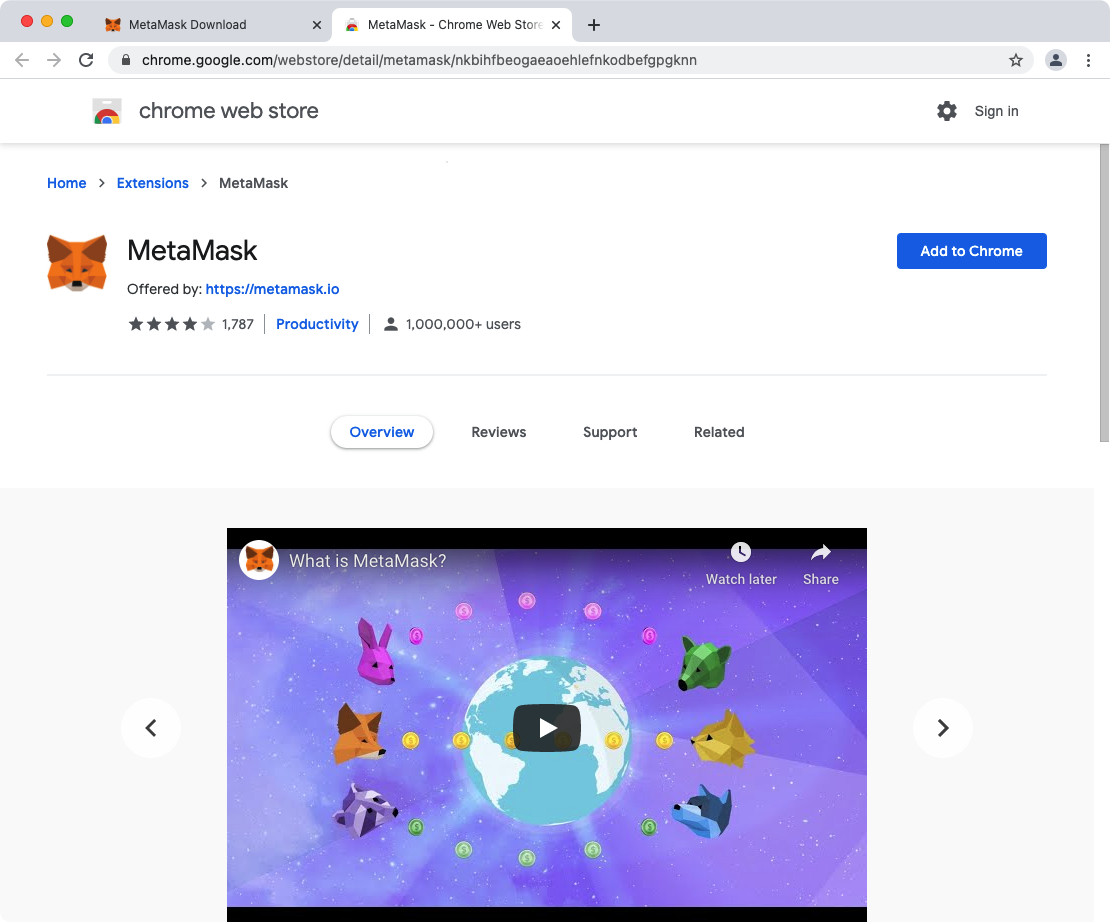 MetaMask Download
MetaMask - Chrome Web Store
chrome.google.com/webstore/detail/metamask/nkbihfbeogaeaoehlefnkodbefgpgknn
chrome web store
Sign in
Home > Extensions > MetaMask
MetaMask
Add to Chrome
Offered by: https://metamask.io
1,787
Productivity
1,000,000+ users
Overview
Reviews
Support
Related
What is MetaMask?
Watch later
Share